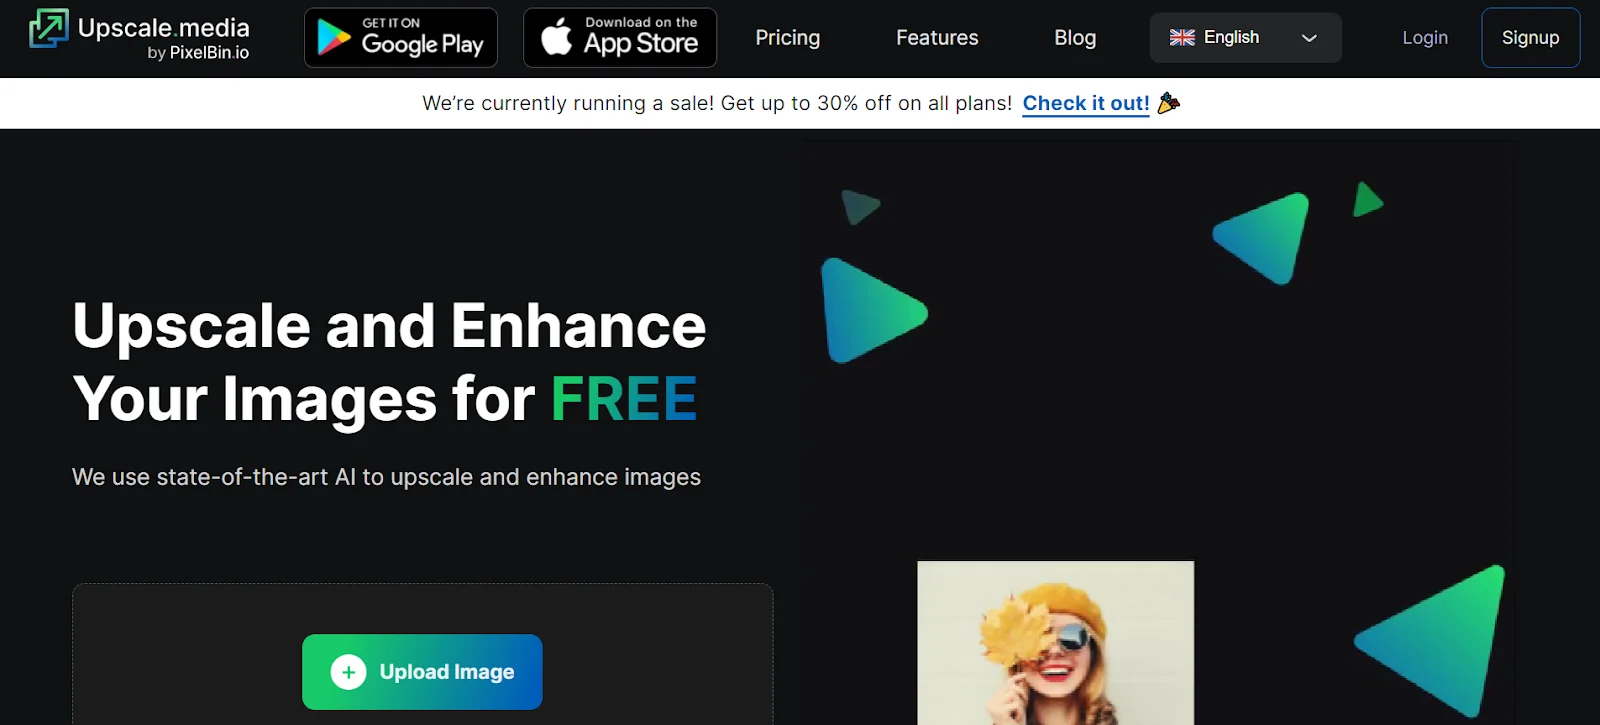 Upscale.media
by PixelBin.io
GET IT ON
Google Play
Download on the
App Store
Pricing
Features
Blog
English
Login
Signup
We're currently running a sale! Get up to 30% off on all plans! Check it out!
Upscale and Enhance
Your Images for FREE
We use state-of-the-art AI to upscale and enhance images
Upload Image